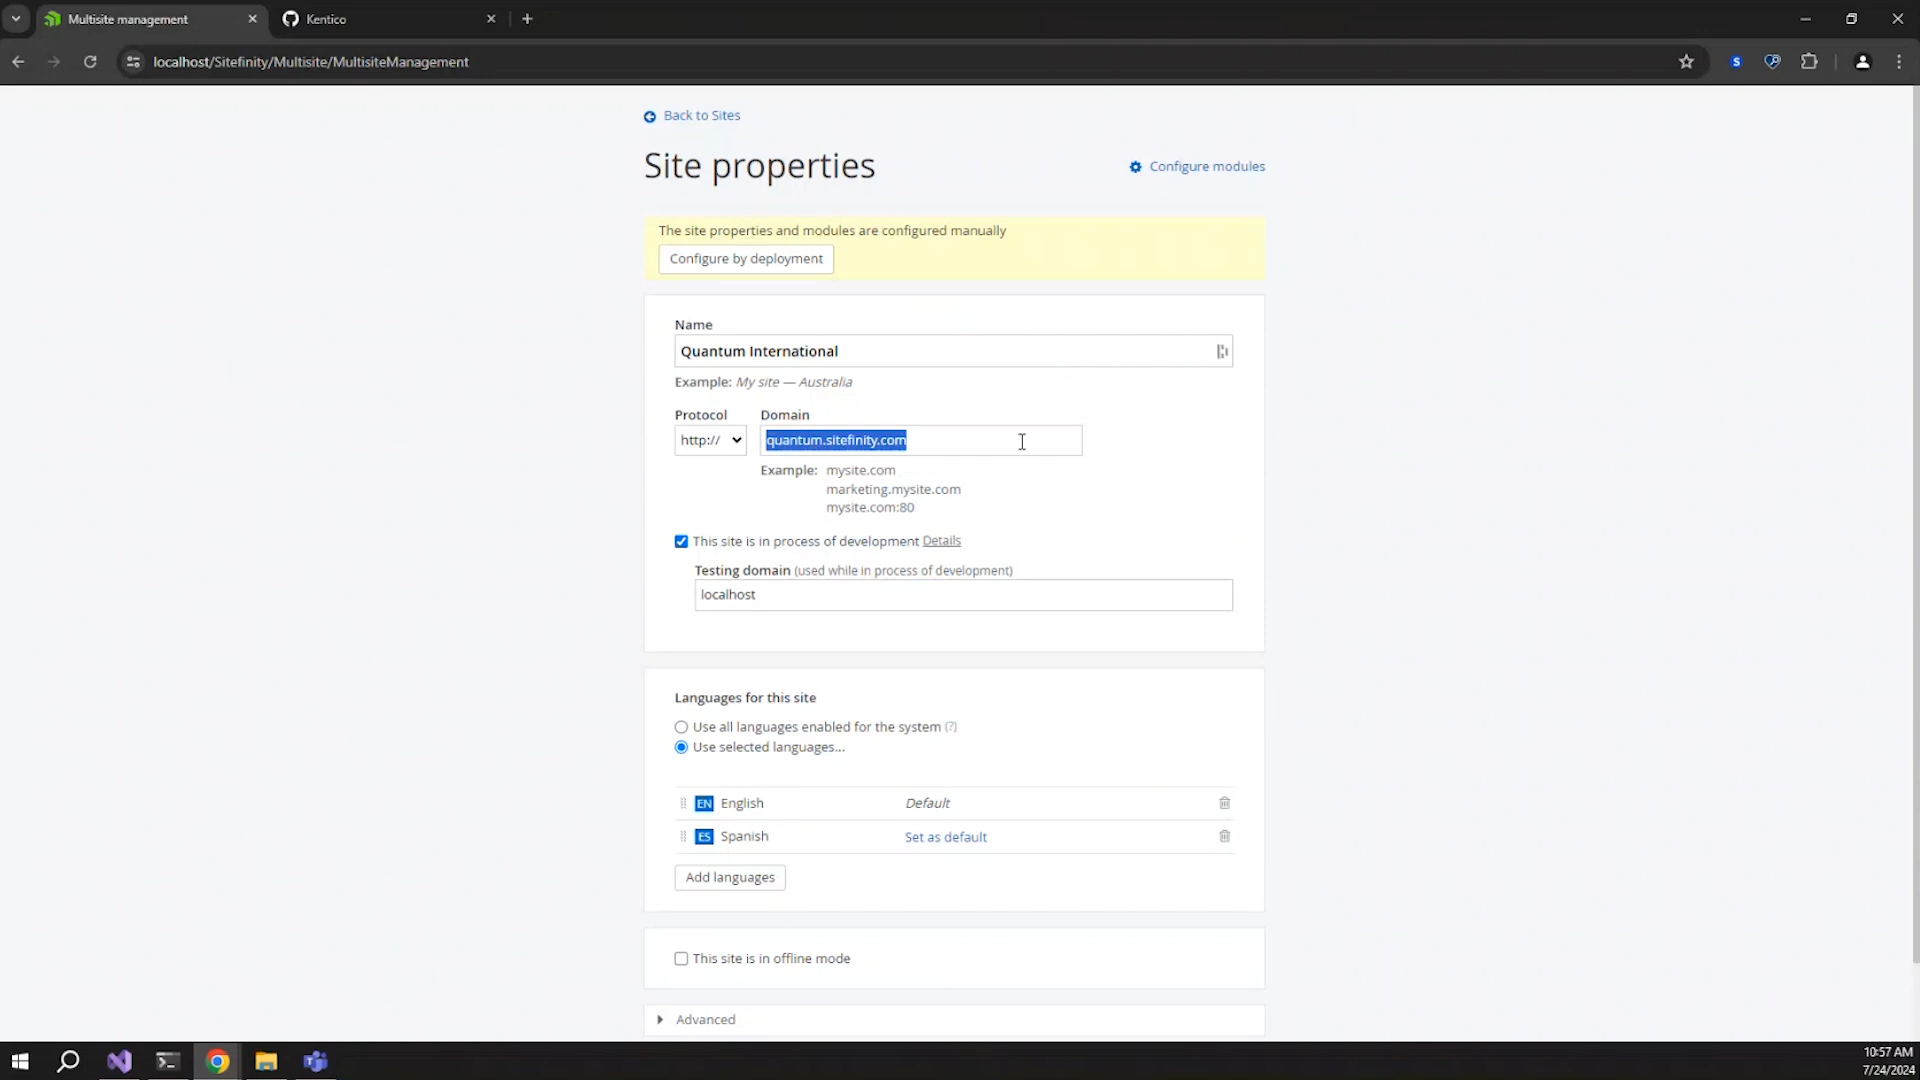 Multisite management
Kentico
localhost/Sitefinity/Multisite/MultisiteManagement
S
Back to Sites
Site properties
Configure modules
The site properties and modules are configured manually
Configure by deployment
Name
Quantum International
Example: My site — Australia
Protocol Domain
http:// quantum.sitefinity.com
Example: mysite.com
marketing.mysite.com
mysite.com:80
This site is in process of development Details
Testing domain (used while in process of development)
localhost
Languages for this site
Use all languages enabled for the system (?)
Use selected languages...
EN English Default
ES Spanish Set as default
Add languages
This site is in offline mode
Advanced
10:57 AM
7/24/2024